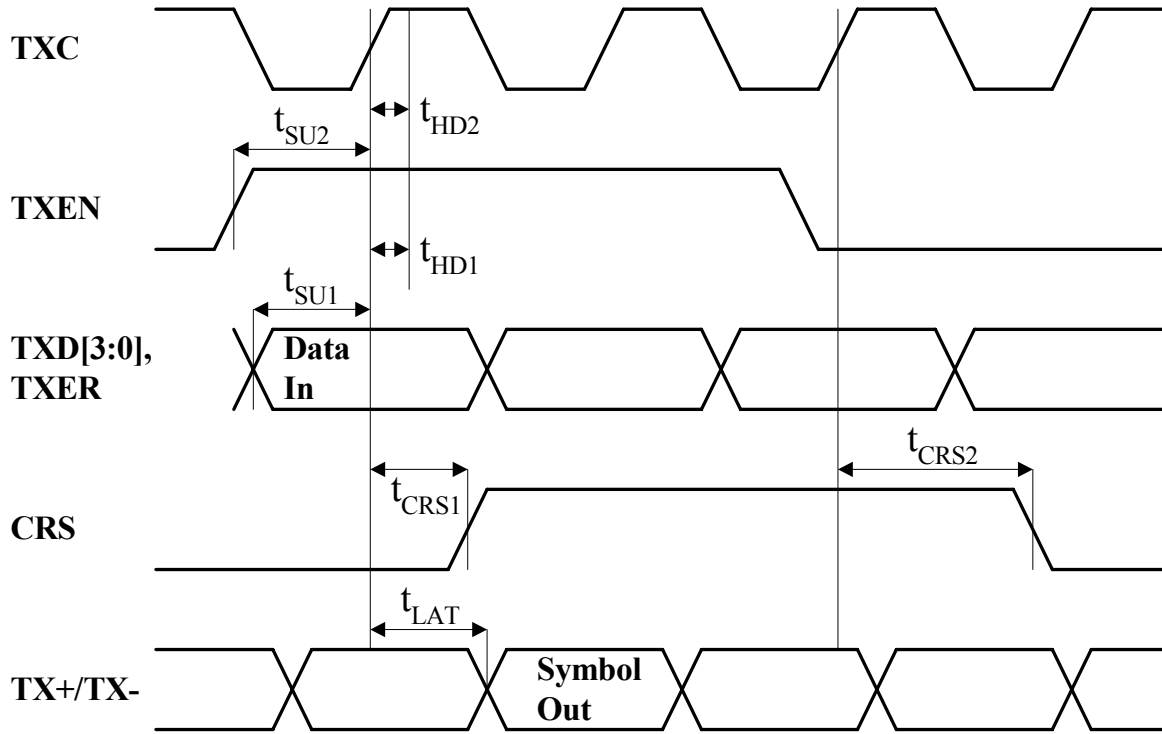 TXC
t_HD2
t_SU2
TXEN
t_HD1
t_SU1
TXD[3:0],
TXER
Data
In
t_CRS2
t_CRS1
CRS
t_LAT
TX+/TX-
Symbol
Out